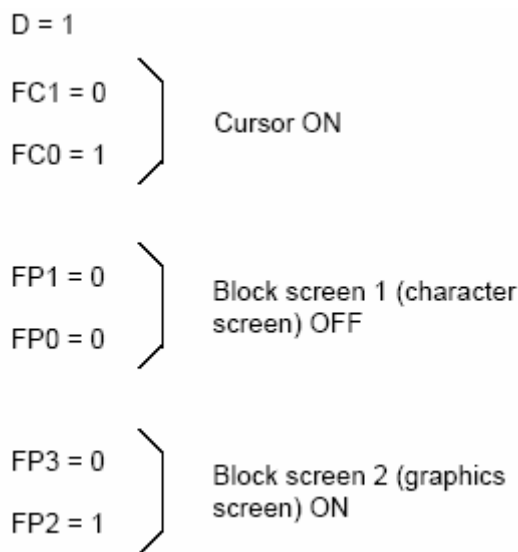 D = 1
FC1 = 0
FC0 = 1
Cursor ON
FP1 = 0
FP0 = 0
Block screen 1 (character
screen) OFF
FP3 = 0
FP2 = 1
Block screen 2 (graphics
screen) ON